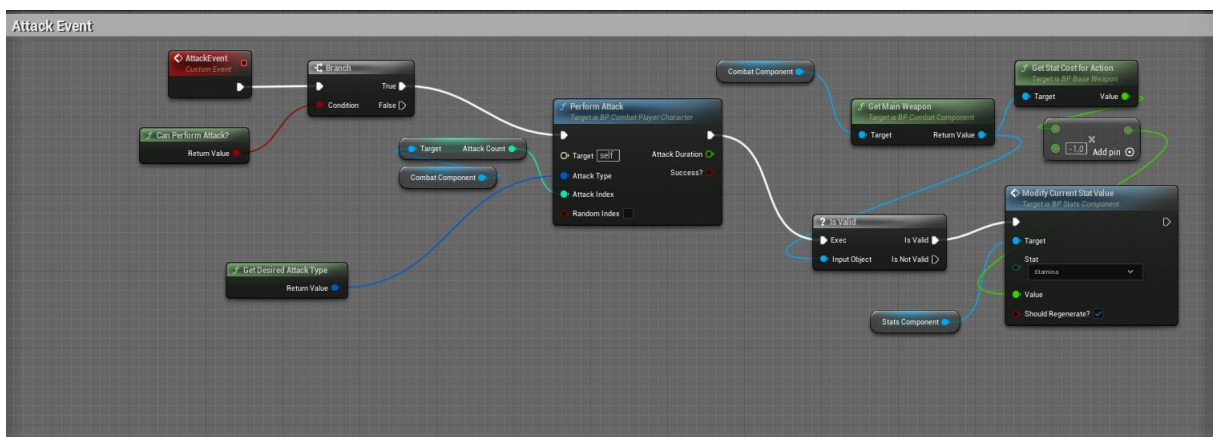 Attack Event
AttackEvent
Custom Event
Branch
True
Condition
False
Can Perform Attack?
Return Value
Target
Attack Count
Combat Component
Get Desired Attack Type
Return Value
Perform Attack
Target is BP Combat Player Character
Target
self
Attack Duration
Attack Type
Success?
Attack Index
Random Index
Combat Component
Get Main Weapon
Target is BP Combat Component
Target
Return Value
Get Stat Cost for Action
Target is BP Base Weapon
Target
Value
-1.0
Add pin
Is Valid
Exec
Is Valid
Input Object
Is Not Valid
Stats Component
Modify Current Stat Value
Target is BP Stats Component
Target
Stat
Stamina
Value
Should Regenerate?